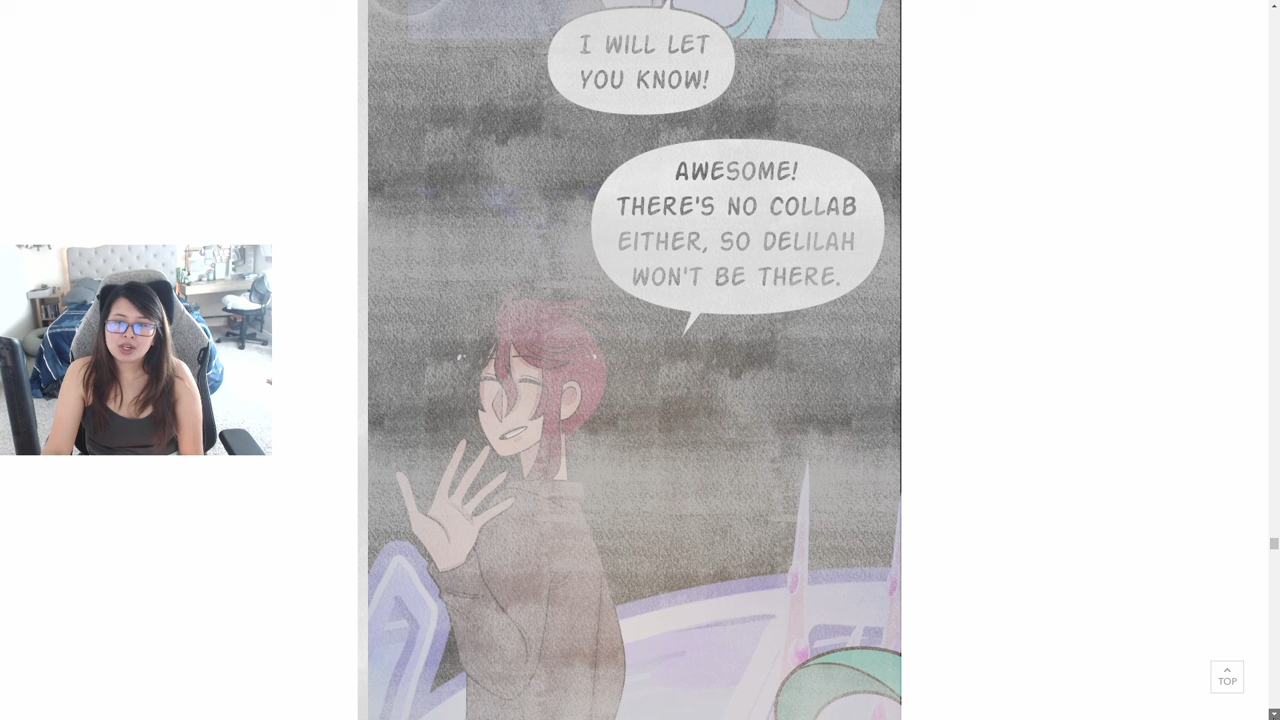 I WILL LET
YOU KNOW!
AWESOME!
THERE'S NO COLLAB
EITHER, SO DELILAH
WON'T BE THERE.
TOP